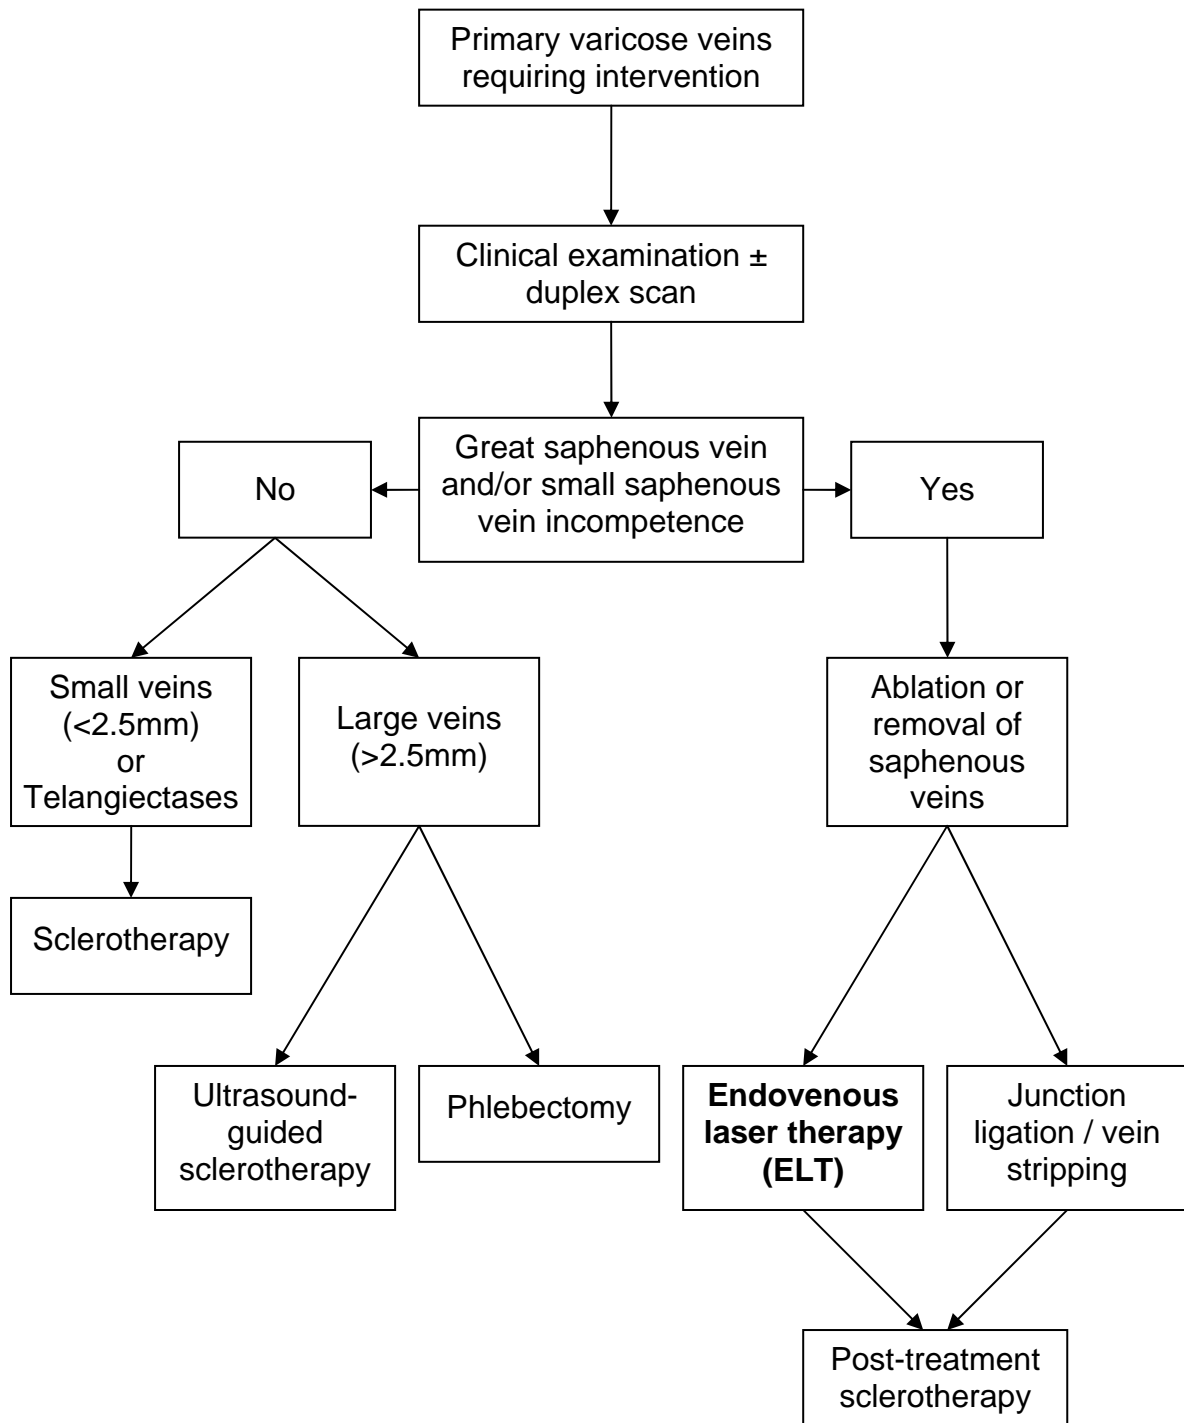 Primary varicose veins
requiring intervention
Clinical examination ±
duplex scan
Great saphenous vein
and/or small saphenous
vein incompetence
No
Yes
Small veins
(<2.5mm)
or
Telangiectases
Large veins
(>2.5mm)
Ablation or
removal of
saphenous
veins
Sclerotherapy
Ultrasound-
guided
sclerotherapy
Phlebectomy
Endovenous
laser therapy
(ELT)
Junction
ligation / vein
stripping
Post-treatment
sclerotherapy